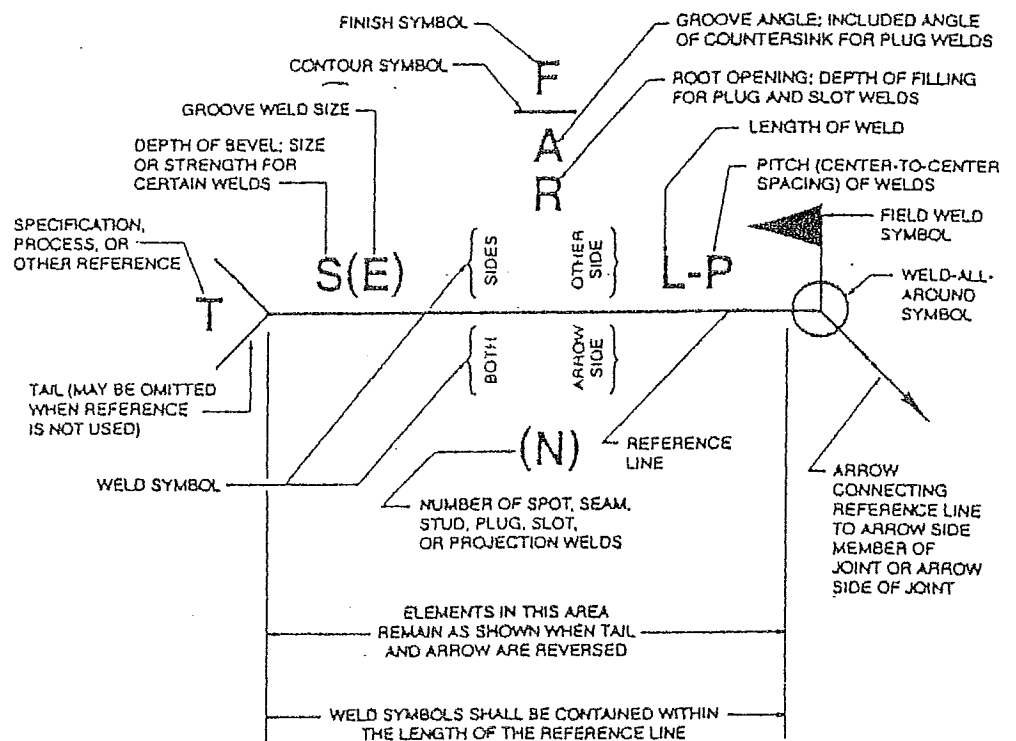 FINISH SYMBOL
CONTOUR SYMBOL
GROOVE WELD SIZE
DEPTH OF BEVEL; SIZE
OR STRENGTH FOR
CERTAIN WELDS
SPECIFICATION,
PROCESS, OR
OTHER REFERENCE
F
A
R
GROOVE ANGLE; INCLUDED ANGLE
OF COUNTERSINK FOR PLUG WELDS
ROOT OPENING; DEPTH OF FILLING
FOR PLUG AND SLOT WELDS
LENGTH OF WELD
PITCH (CENTER-TO-CENTER
SPACING) OF WELDS
FIELD WELD
SYMBOL
WELD-ALL-
AROUND
SYMBOL
T
S(E)
SIDES
BOTH
OTHER
SIDE
ARROW
SIDE
L-P
TAIL (MAY BE OMITTED
WHEN REFERENCE
IS NOT USED)
WELD SYMBOL
(N)
NUMBER OF SPOT, SEAM,
STUD, PLUG, SLOT,
OR PROJECTION WELDS
REFERENCE
LINE
ARROW
CONNECTING
REFERENCE LINE
TO ARROW SIDE
MEMBER OF
JOINT OR ARROW
SIDE OF JOINT
ELEMENTS IN THIS AREA
REMAIN AS SHOWN WHEN TAIL
AND ARROW ARE REVERSED
WELD SYMBOLS SHALL BE CONTAINED WITHIN
THE LENGTH OF THE REFERENCE LINE